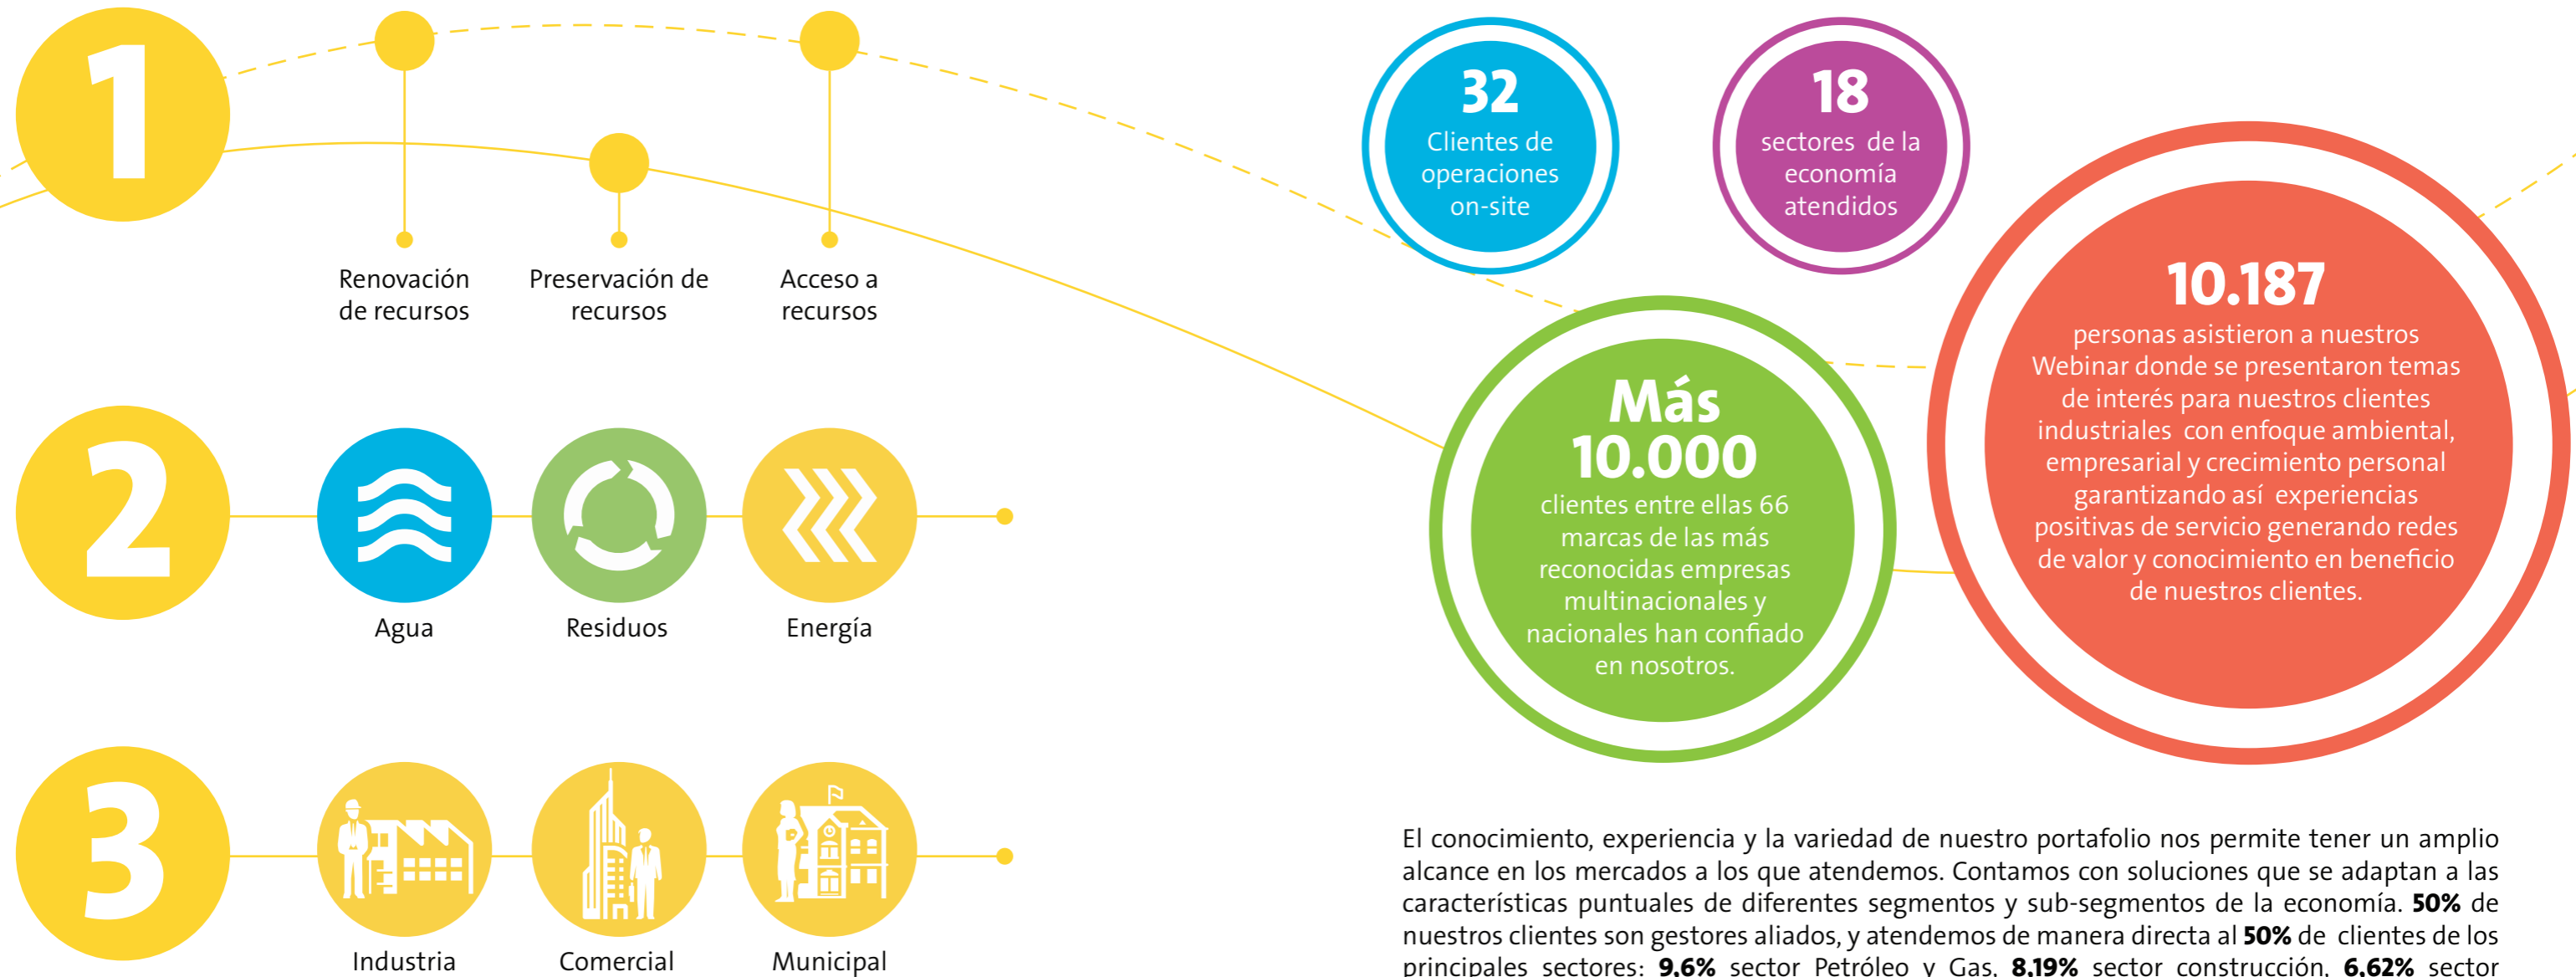 1
Renovación
de recursos
Preservación de
recursos
Acceso a
recursos
2
Agua
Residuos
Energía
3
Industria
Comercial
Municipal
32
Clientes de
operaciones
on-site
18
sectores de la
economía
atendidos
Más
10.000
clientes entre ellas 66
marcas de las más
reconocidas empresas
multinacionales y
nacionales han confiado
en nosotros.
10.187
personas asistieron a nuestros
Webinar donde se presentaron temas
de interés para nuestros clientes
industriales con enfoque ambiental,
empresarial y crecimiento personal
garantizando así experiencias
positivas de servicio generando redes
de valor y conocimiento en beneficio
de nuestros clientes.
El conocimiento, experiencia y la variedad de nuestro portafolio nos permite tener un amplio
alcance en los mercados a los que atendemos. Contamos con soluciones que se adaptan a las
características puntuales de diferentes segmentos y sub-segmentos de la economía. 50% de
nuestros clientes son gestores aliados, y atendemos de manera directa al 50% de clientes de los
principales sectores: 9,6% sector Petróleo y Gas, 8,19% sector construcción, 6,62% sector